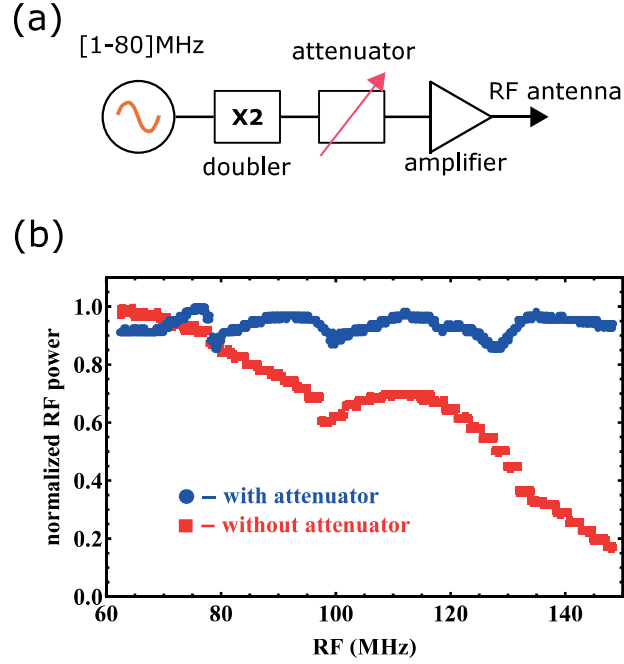 (a)
[1-80]MHz
attenuator
RF antenna
X2
doubler
amplifier
(b)
normalized RF power
1.0
0.8
0.6
0.4
0.2
0.0
– with attenuator
– without attenuator
60
80
100
120
140
RF (MHz)